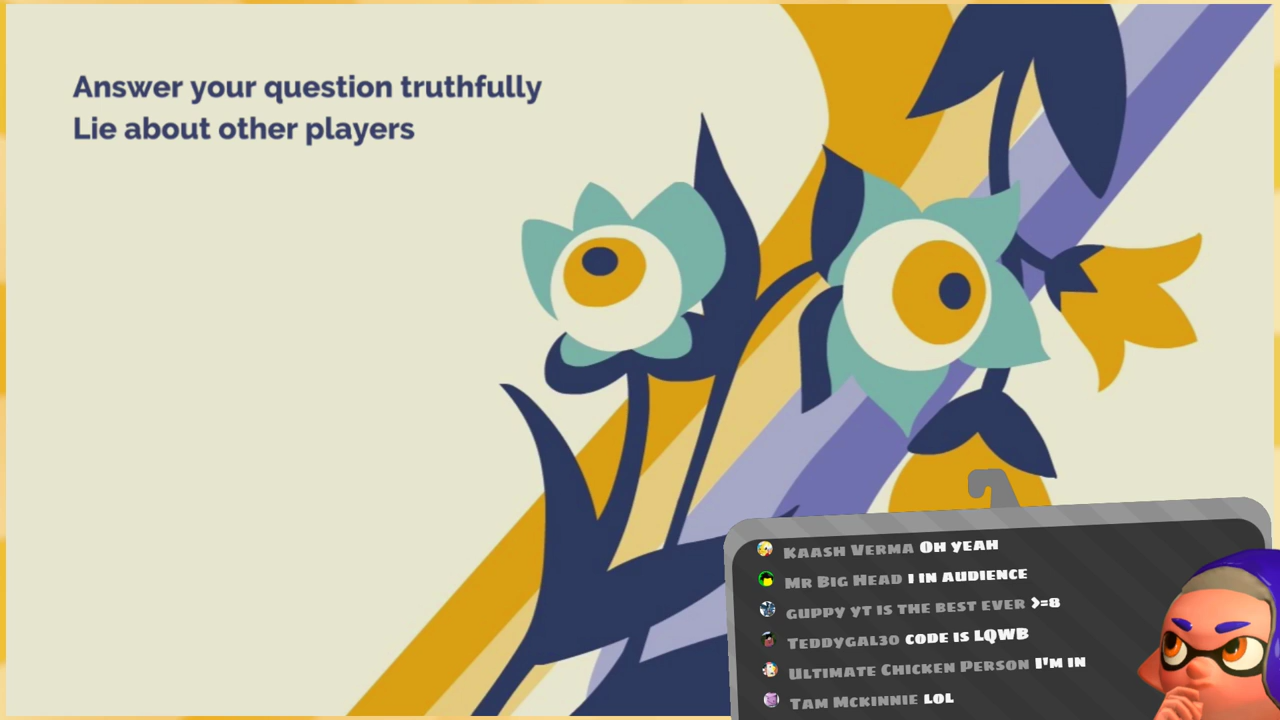 Answer your question truthfully
Lie about other players
Kaash Verma Oh yeah
Mr Big Head I in audience
guppy yt is the best ever >=8
Teddygal30 code is LQWB
Ultimate Chicken Person I'm in
Tam Mckinnie lol